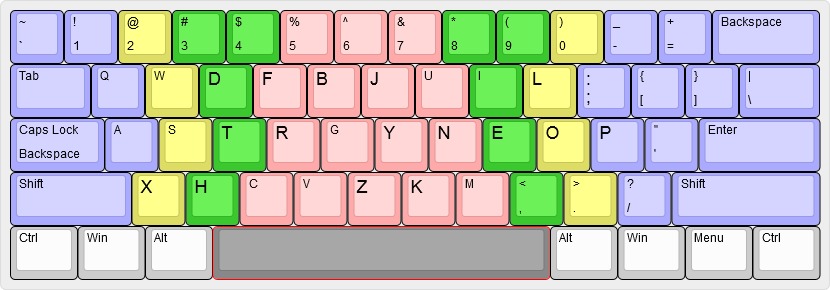 ~ ! @ # $ % ^ & * ( ) _ + Backspace
` 1 2 3 4 5 6 7 8 9 0 - =
Tab Q W D F B J U I L : { } |
; [ ] \
Caps Lock A S T R G Y N E O P " Enter
Backspace '
Shift X H C V Z K M < > ? Shift
, . /
Ctrl Win Alt Alt Win Menu Ctrl